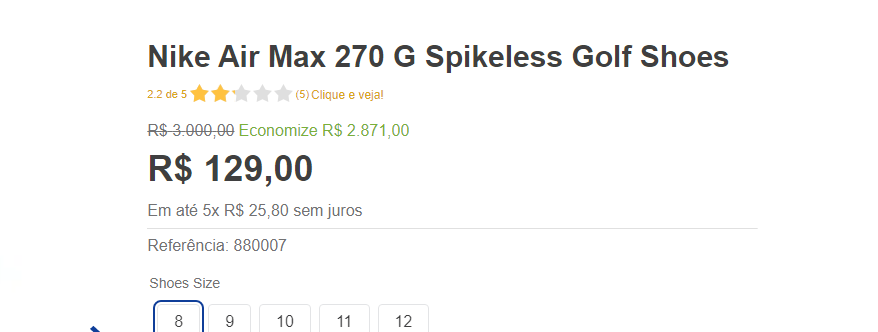 Nike Air Max 270 G Spikeless Golf Shoes
2.2 de 5 (5) Clique e veja!
R$ 3.000,00 Economize R$ 2.871,00
R$ 129,00
Em até 5x R$ 25,80 sem juros
Referência: 880007
Shoes Size
8 9 10 11 12